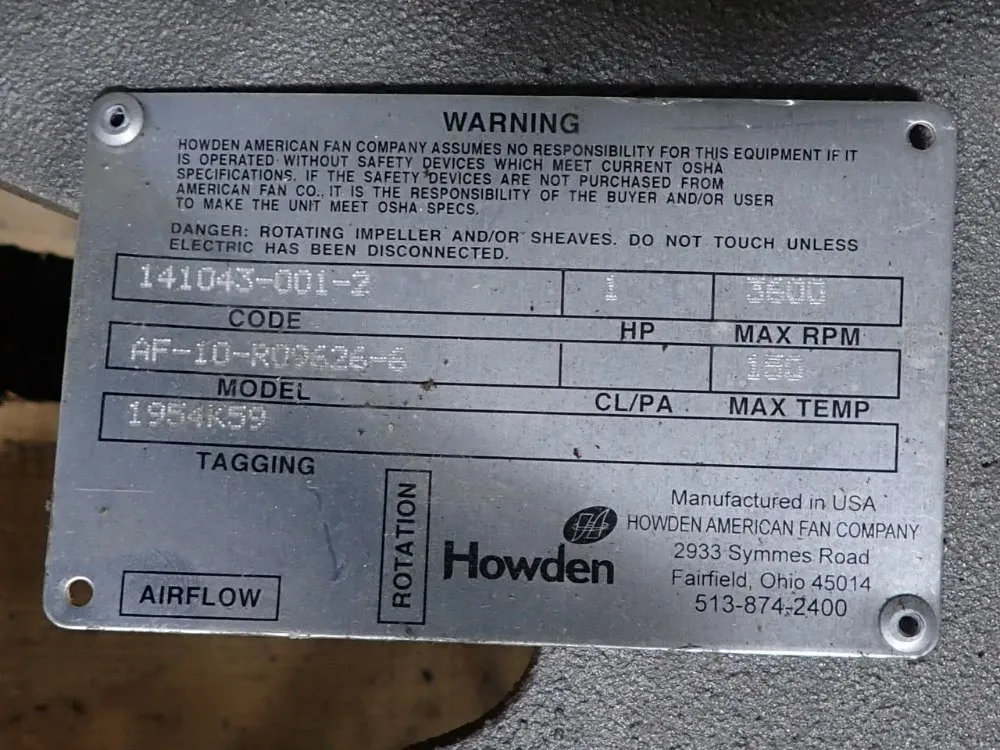 WARNING
HOWDEN AMERICAN FAN COMPANY ASSUMES NO RESPONSIBILITY FOR THIS EQUIPMENT IF IT
IS OPERATED WITHOUT SAFETY DEVICES WHICH MEET CURRENT OSHA
SPECIFICATIONS. IF THE SAFETY DEVICES ARE NOT PURCHASED FROM
AMERICAN FAN CO., IT IS THE RESPONSIBILITY OF THE BUYER AND/OR USER
TO MAKE THE UNIT MEET OSHA SPECS.
DANGER: ROTATING IMPELLER AND/OR SHEAVES. DO NOT TOUCH UNLESS
ELECTRIC HAS BEEN DISCONNECTED.
141043-001-2 1
CODE HP MAX RPM
MODEL CL/PA MAX TEMP
1954K59
TAGGING
AIRFLOW
ROTATION
Howden
Manufactured in USA
HOWDEN AMERICAN FAN COMPANY
2933 Symmes Road
Fairfield, Ohio 45014
513-874-2400